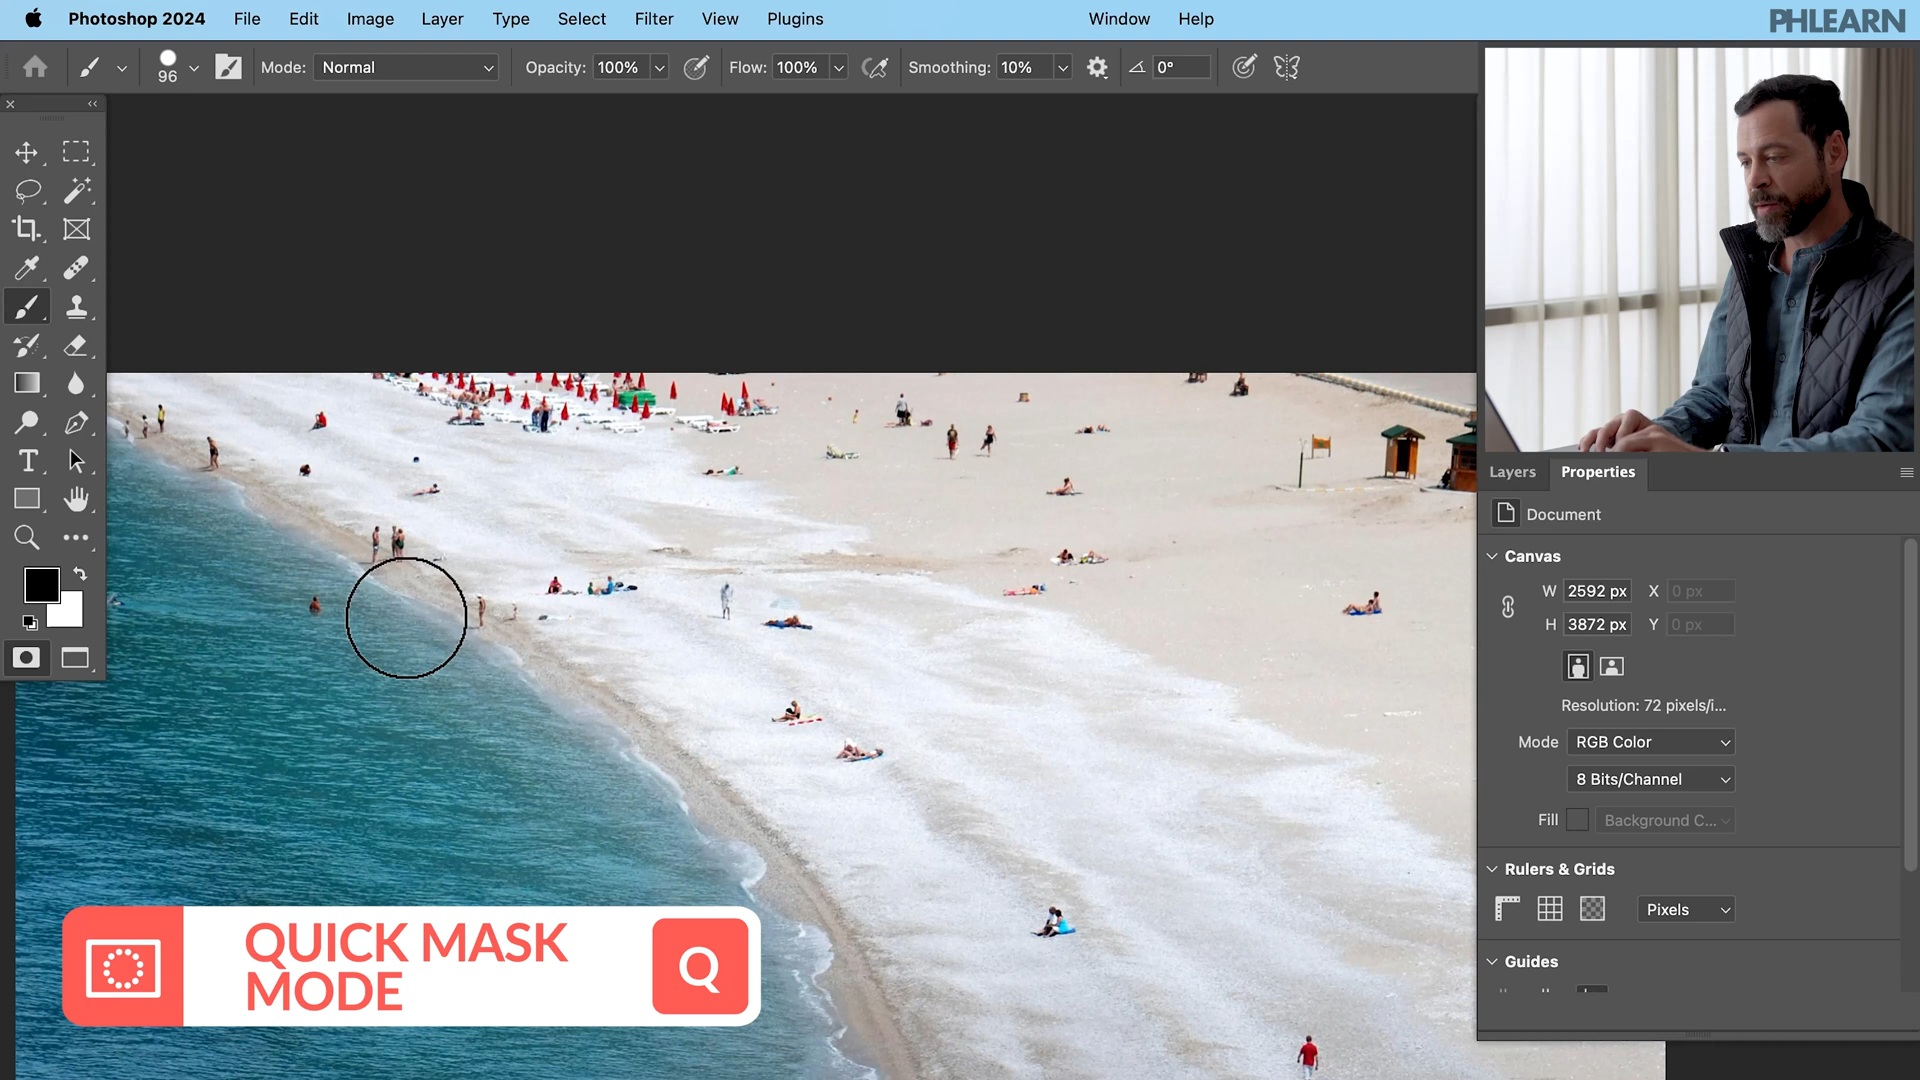 Photoshop 2024 File Edit Image Layer Type Select Filter View Plugins Window Help
PHLEARN
96 Mode: Normal Opacity: 100% Flow: 100% Smoothing: 10% 0°
Layers Properties
Document
Canvas
W 2592 px X 0 px
H 3872 px Y 0 px
Resolution: 72 pixels/i...
Mode RGB Color
8 Bits/Channel
Fill Background C...
Rulers & Grids
Pixels
Guides
QUICK MASK
MODE
Q